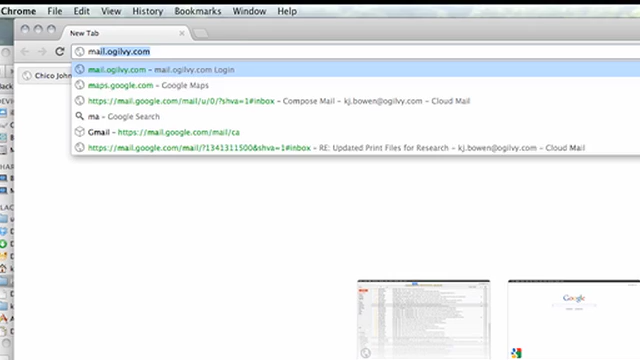 Chrome File Edit View History Bookmarks Window Help
New Tab
mail.ogilvy.com
Chico John
mail.ogilvy.com - mail.ogilvy.com Login
maps.google.com - Google Maps
https://mail.google.com/mail/u/0/?shva=1#inbox - Compose Mail - kj.bowen@ogilvy.com - Cloud Mail
ma - Google Search
Gmail - https://mail.google.com/mail/ca
https://mail.google.com/mail/?1341311500&shva=1#inbox - RE: Updated Print Files for Research - kj.bowen@ogilvy.com - Cloud Mail
Google